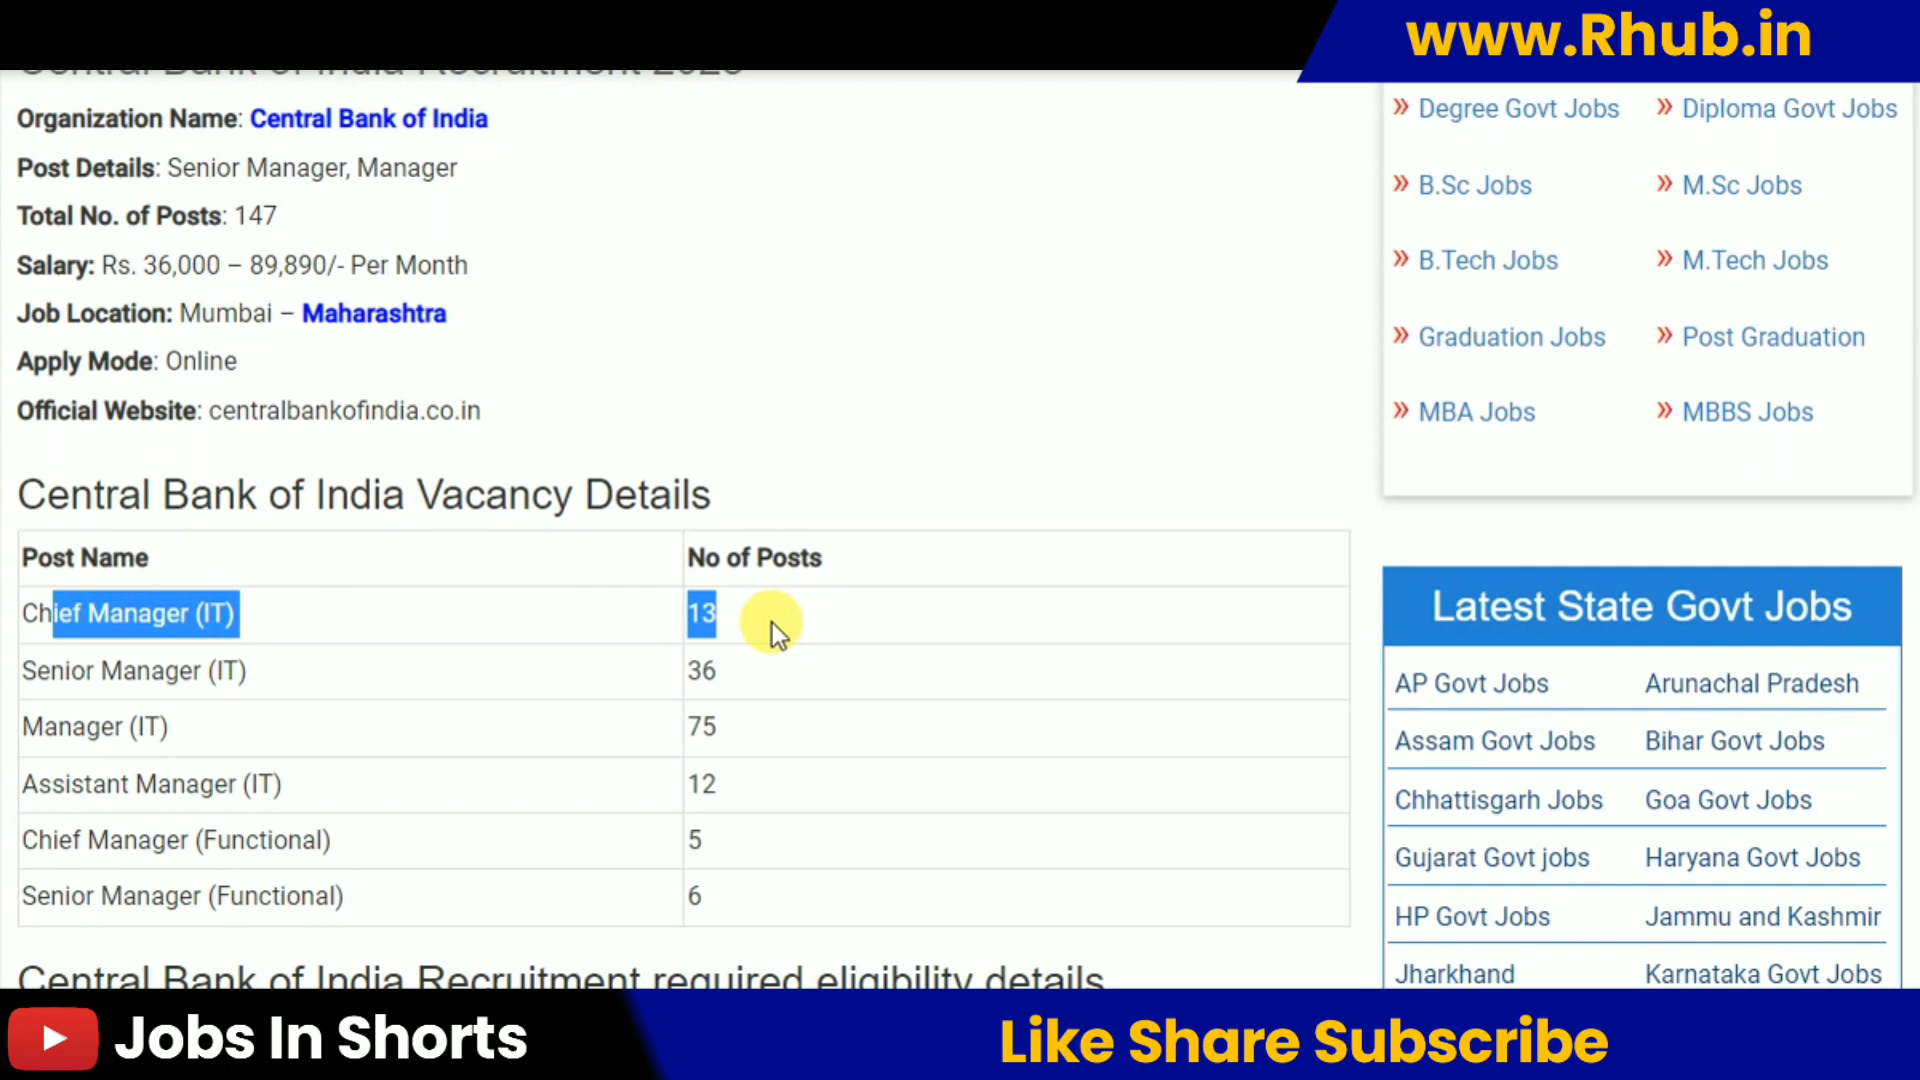 www.Rhub.in
Central Bank of India Recruitment 2023
Organization Name: Central Bank of India
Post Details: Senior Manager, Manager
Total No. of Posts: 147
Salary: Rs. 36,000 – 89,890/- Per Month
Job Location: Mumbai – Maharashtra
Apply Mode: Online
Official Website: centralbankofindia.co.in
Central Bank of India Vacancy Details
Post Name No of Posts
Chief Manager (IT) 13
Senior Manager (IT) 36
Manager (IT) 75
Assistant Manager (IT) 12
Chief Manager (Functional) 5
Senior Manager (Functional) 6
Central Bank of India Recruitment required eligibility details
» Degree Govt Jobs » Diploma Govt Jobs
» B.Sc Jobs » M.Sc Jobs
» B.Tech Jobs » M.Tech Jobs
» Graduation Jobs » Post Graduation
» MBA Jobs » MBBS Jobs
Latest State Govt Jobs
AP Govt Jobs Arunachal Pradesh
Assam Govt Jobs Bihar Govt Jobs
Chhattisgarh Jobs Goa Govt Jobs
Gujarat Govt jobs Haryana Govt Jobs
HP Govt Jobs Jammu and Kashmir
Jharkhand Karnataka Govt Jobs
Jobs In Shorts
Like Share Subscribe